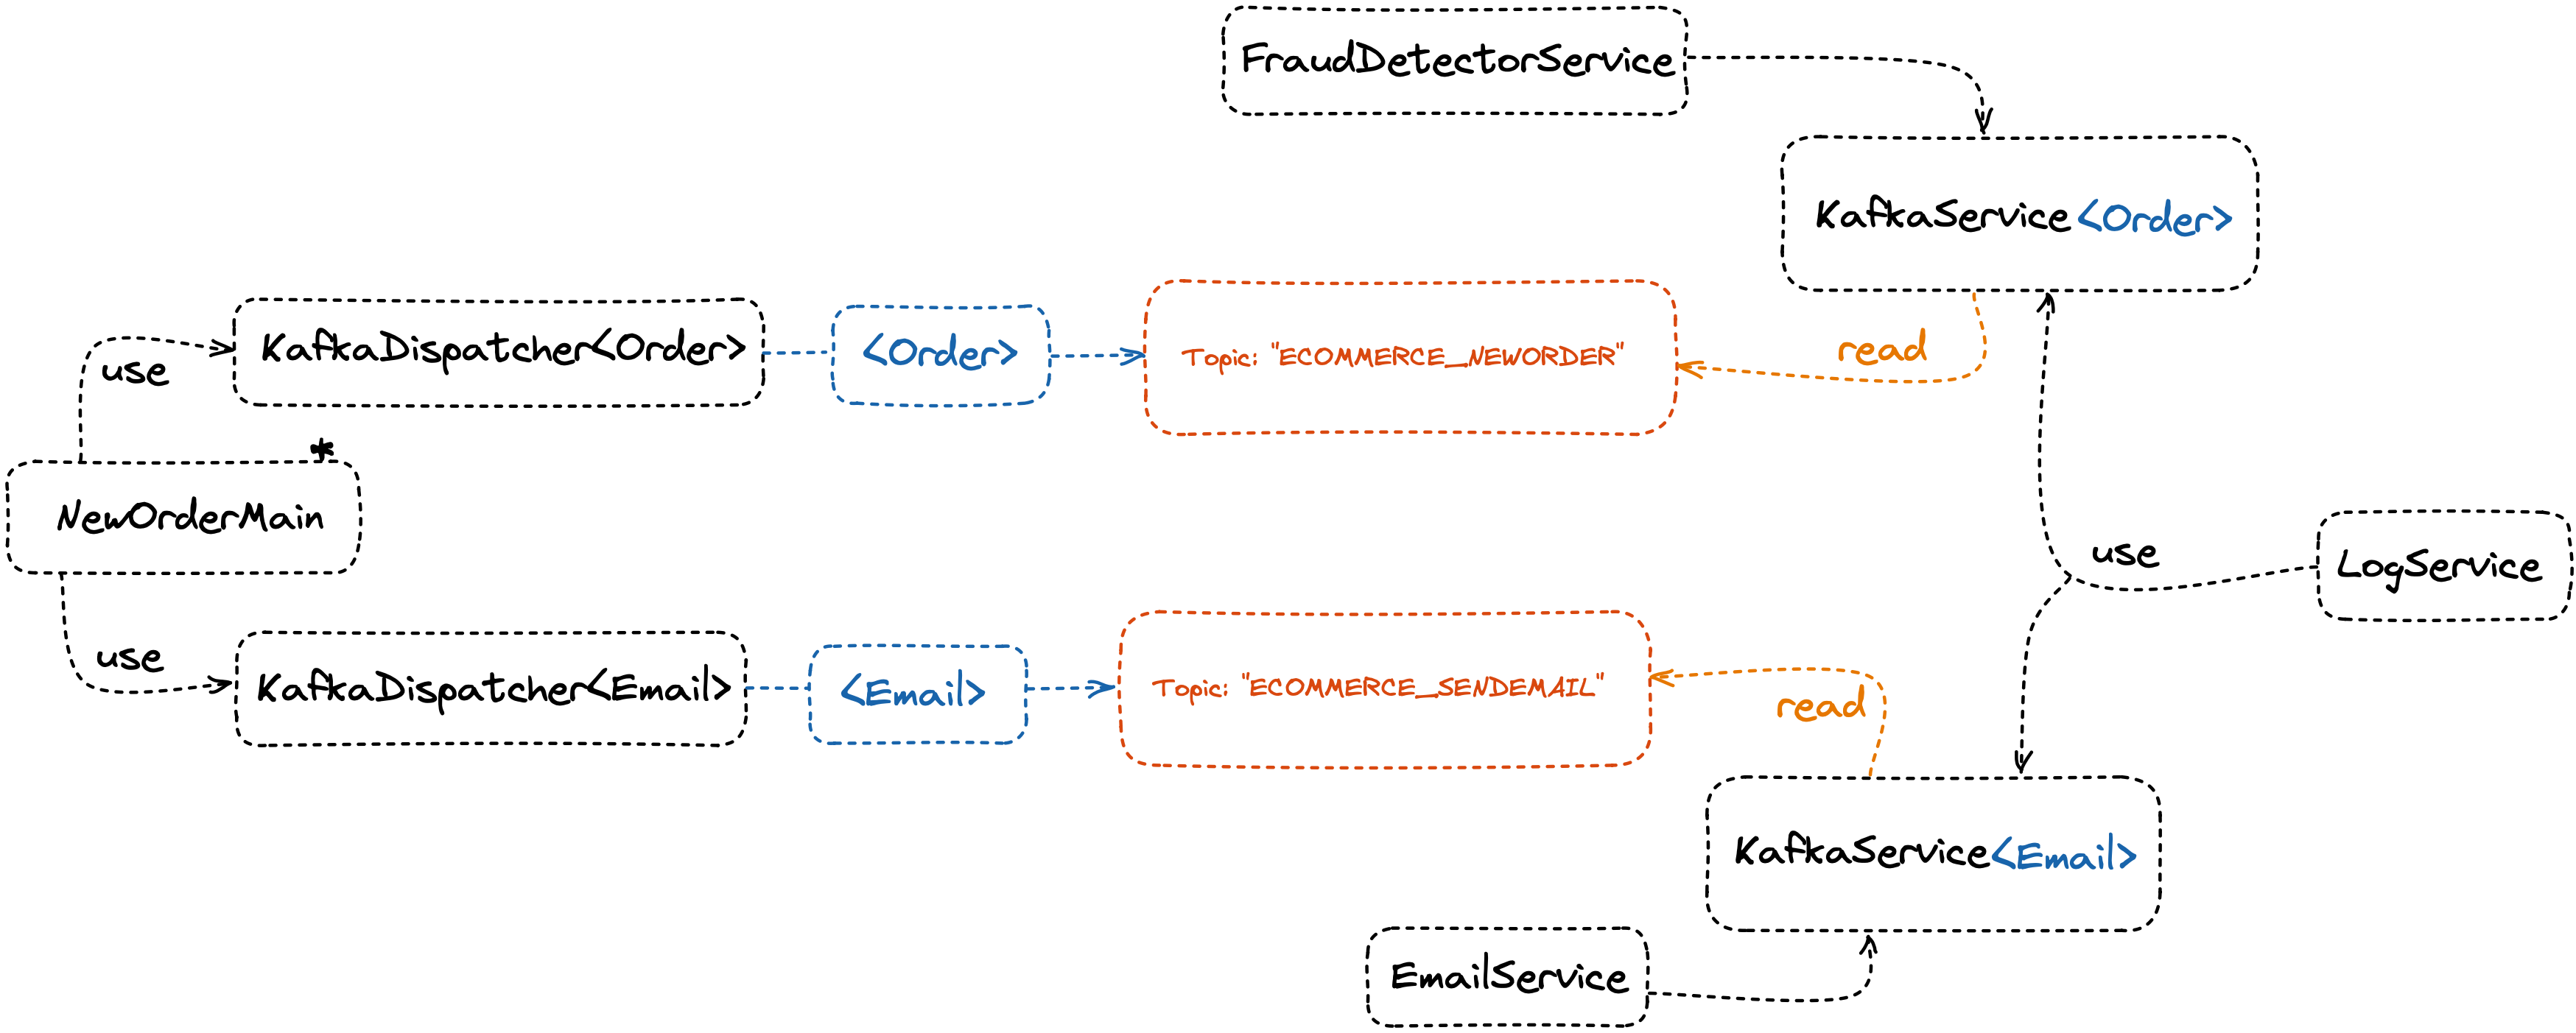 FraudDetectorService
KafkaService<Order>
use
KafkaDispatcher<Order>
<Order>
Topic: "ECOMMERCE_NEWORDER"
read
*
NewOrderMain
use
LogService
use
KafkaDispatcher<Email>
<Email>
Topic: "ECOMMERCE_SENDEMAIL"
read
KafkaService<Email>
EmailService